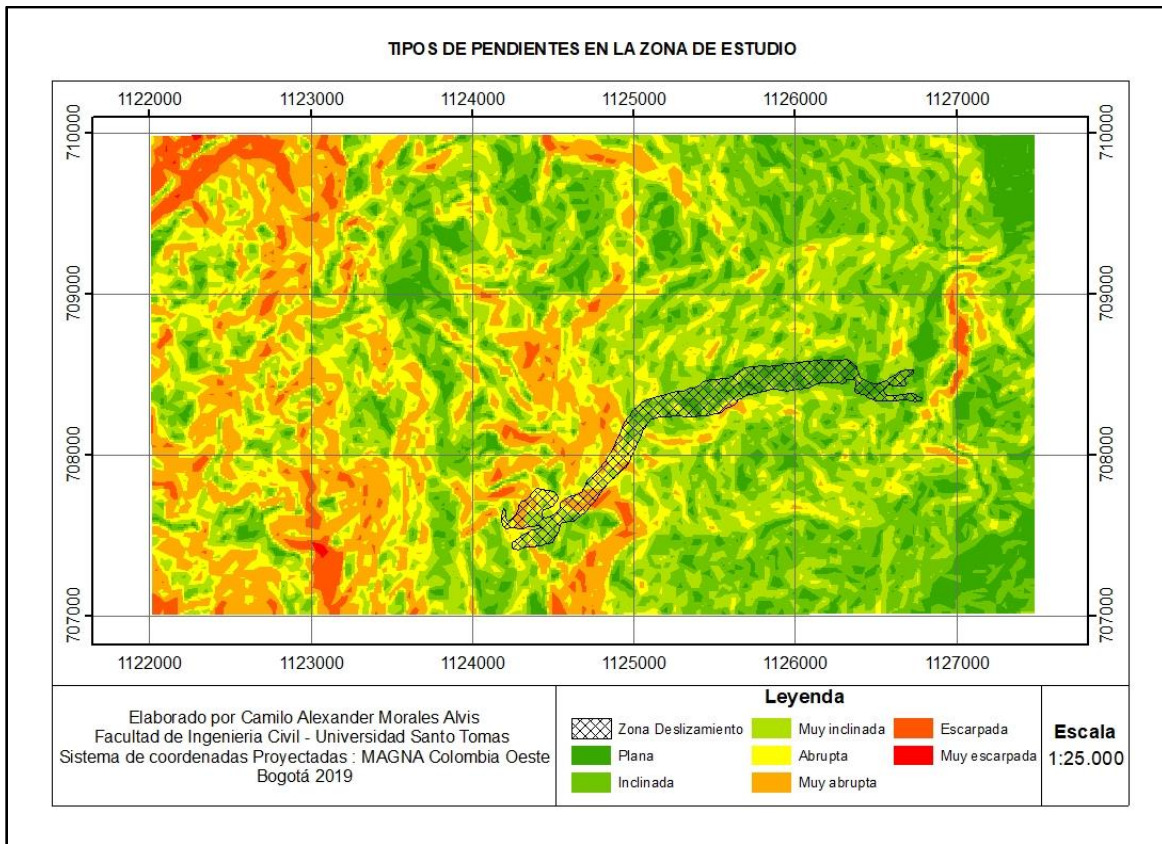 TIPOS DE PENDIENTES EN LA ZONA DE ESTUDIO
1122000 1123000 1124000 1125000 1126000 1127000
710000 710000
709000 709000
708000 708000
707000 707000
1122000 1123000 1124000 1125000 1126000 1127000
Elaborado por Camilo Alexander Morales Alvis
Facultad de Ingenieria Civil - Universidad Santo Tomas
Sistema de coordenadas Proyectadas : MAGNA Colombia Oeste
Bogotá 2019
Leyenda
Zona Deslizamiento
Plana
Inclinada
Muy inclinada
Abrupta
Muy abrupta
Escarpada
Muy escarpada
Escala
1:25.000